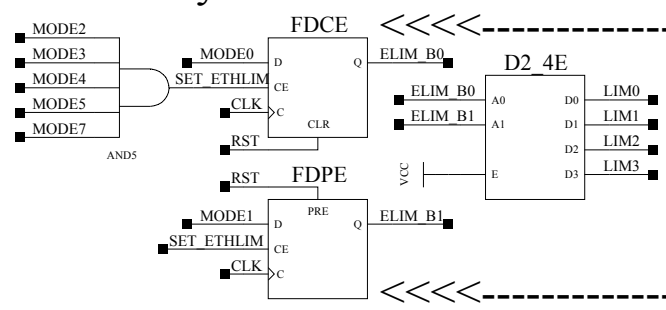 MODE2
MODE3
MODE4
MODE5
MODE7
AND5
SET_ETHLIM
FDCE
MODE0
D
Q
ELIM_B0
CE
CLK
C
CLR
RST
FDPE
RST
PRE
MODE1
D
Q
ELIM_B1
SET_ETHLIM
CE
CLK
C
<<<<
<<<<
D2_4E
ELIM_B0
A0
D0
LIM0
ELIM_B1
A1
D1
LIM1
D2
LIM2
VCC
E
D3
LIM3